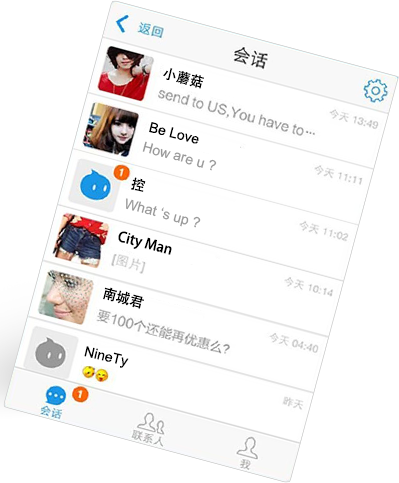 返回
会话
小蘑菇
send to US,You have to…
今天 13:49
Be Love
How are u ?
今天 11:11
1
控
What 's up ?
今天 11:02
City Man
[图片]
今天 10:14
南城君
要100个还能再优惠么?
今天 04:40
NineTy
🤣😋
昨天
1
会话
联系人
我